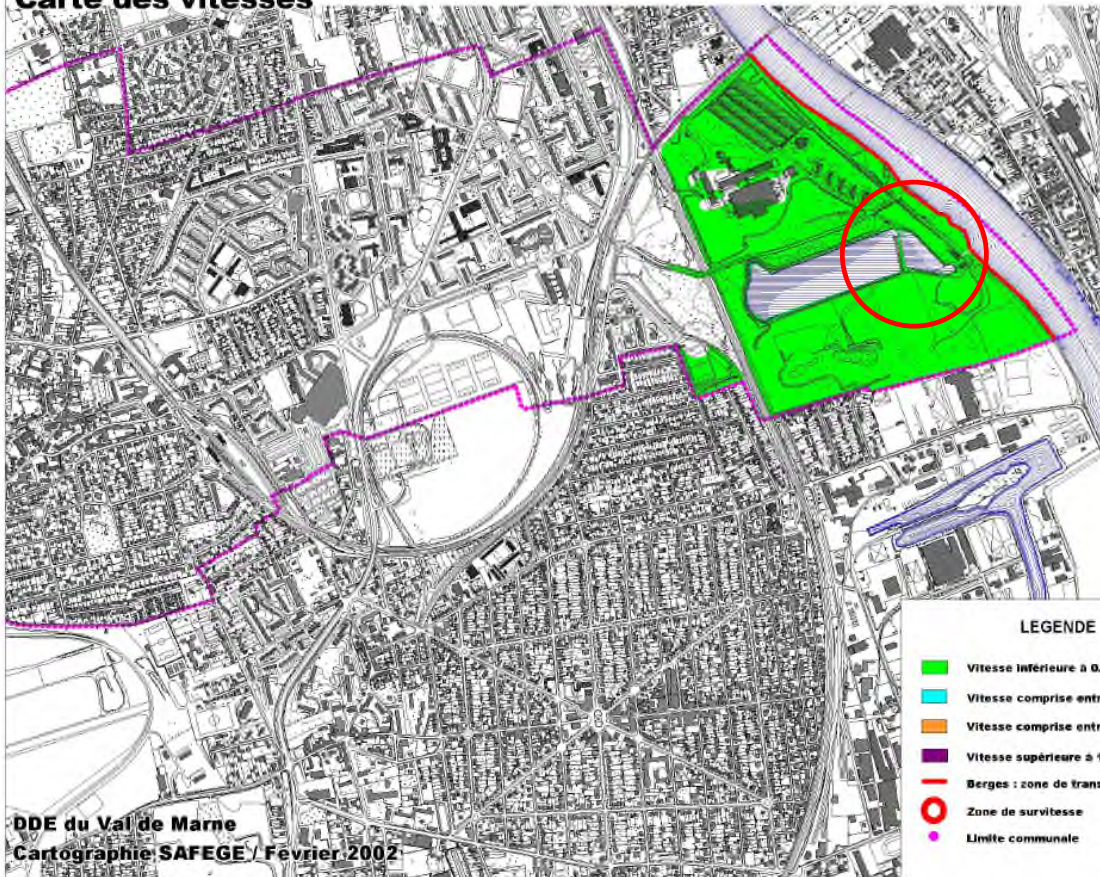 Carte des vitesses
LEGENDE
Vitesse inférieure à 0.
Vitesse comprise entr
Vitesse comprise entr
Vitesse supérieure à
Berges : zone de trans
Zone de survitesse
Limite communale
DDE du Val de Marne
Cartographie SAFEGE / Février 2002